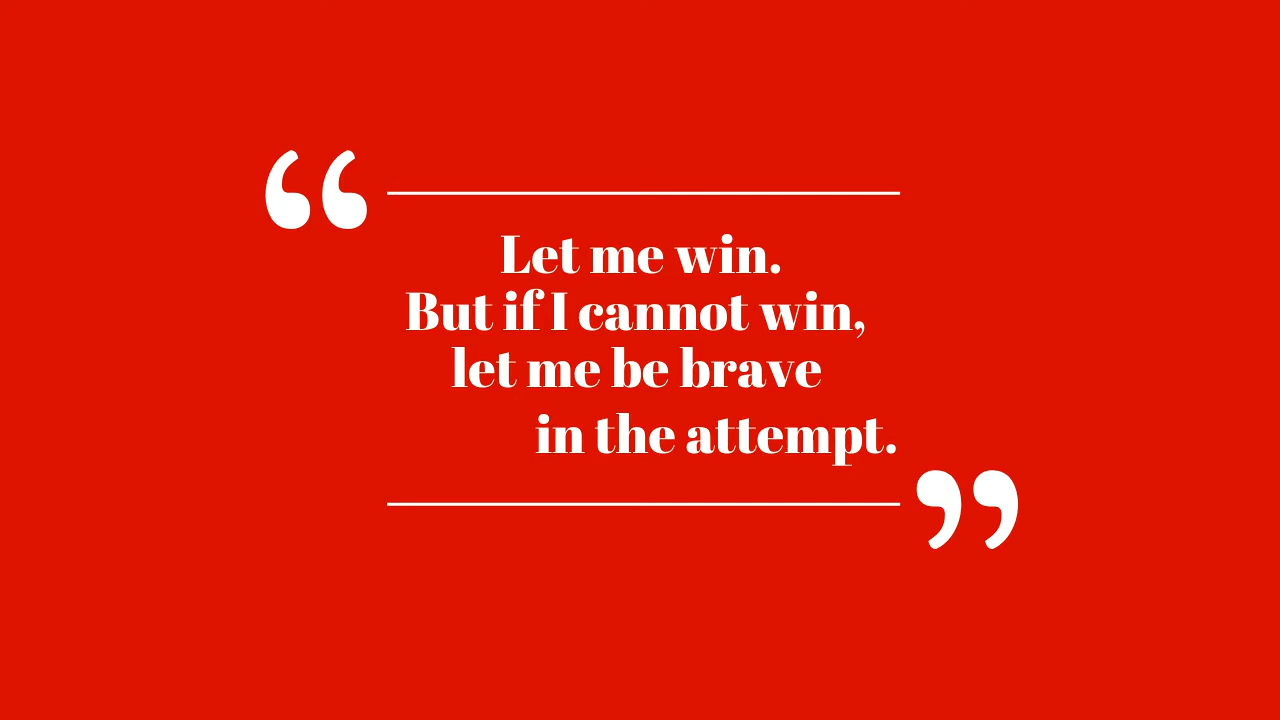 “
Let me win.
But if I cannot win,
let me be brave
in the attempt.
”